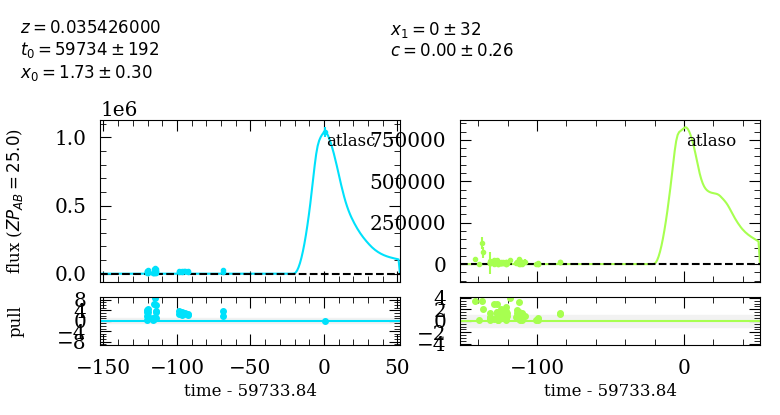 z = 0.035426000
t₀ = 59734 ± 192
x₀ = 1.73 ± 0.30
x₁ = 0 ± 32
c = 0.00 ± 0.26
1e6
flux (ZP_AB = 25.0)
1.0
0.5
0.0
atlasc
750000
500000
250000
0
atlaso
pull
8
4
0
−4
−8
4
2
0
−2
−4
−150 −100 −50 0 50
−100 0
time - 59733.84
time - 59733.84